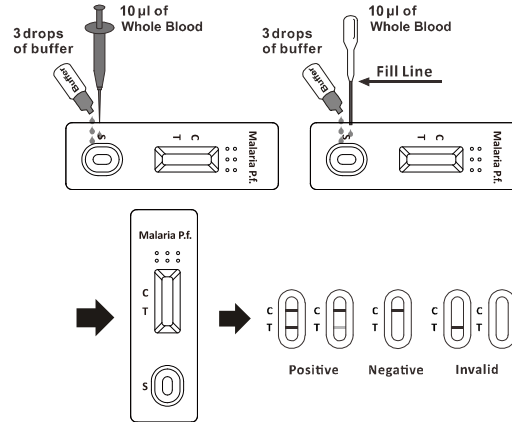 10 µl of
Whole Blood
3 drops
of buffer
Buffer
S
T C
Malaria P.f.
10 µl of
Whole Blood
3 drops
of buffer
Fill Line
Buffer
S
T C
Malaria P.f.
Malaria P.f.
C
T
S
C
T
C
T
C
T
C
T
Positive
Negative
Invalid